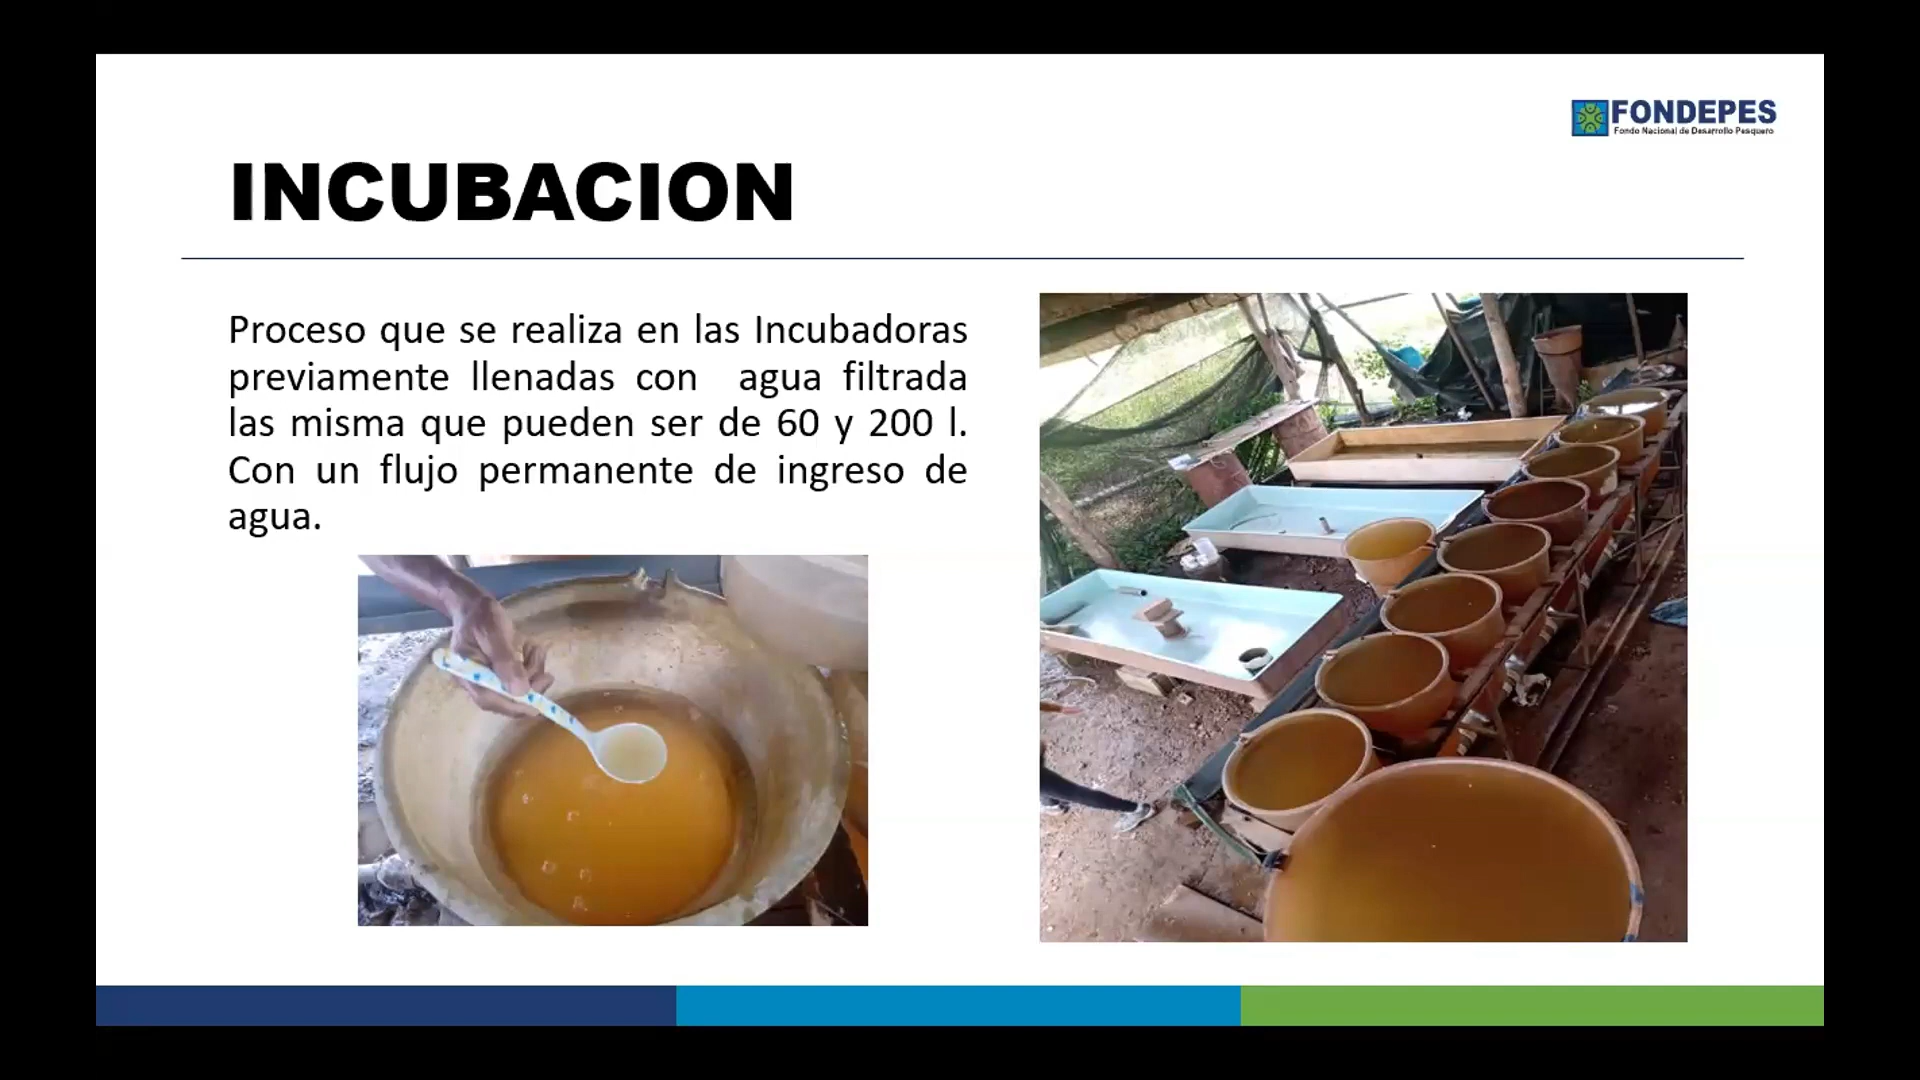 FONDEPES
Fondo Nacional de Desarrollo Pesquero
INCUBACION
Proceso que se realiza en las Incubadoras
previamente llenadas con agua filtrada
las misma que pueden ser de 60 y 200 l.
Con un flujo permanente de ingreso de
agua.